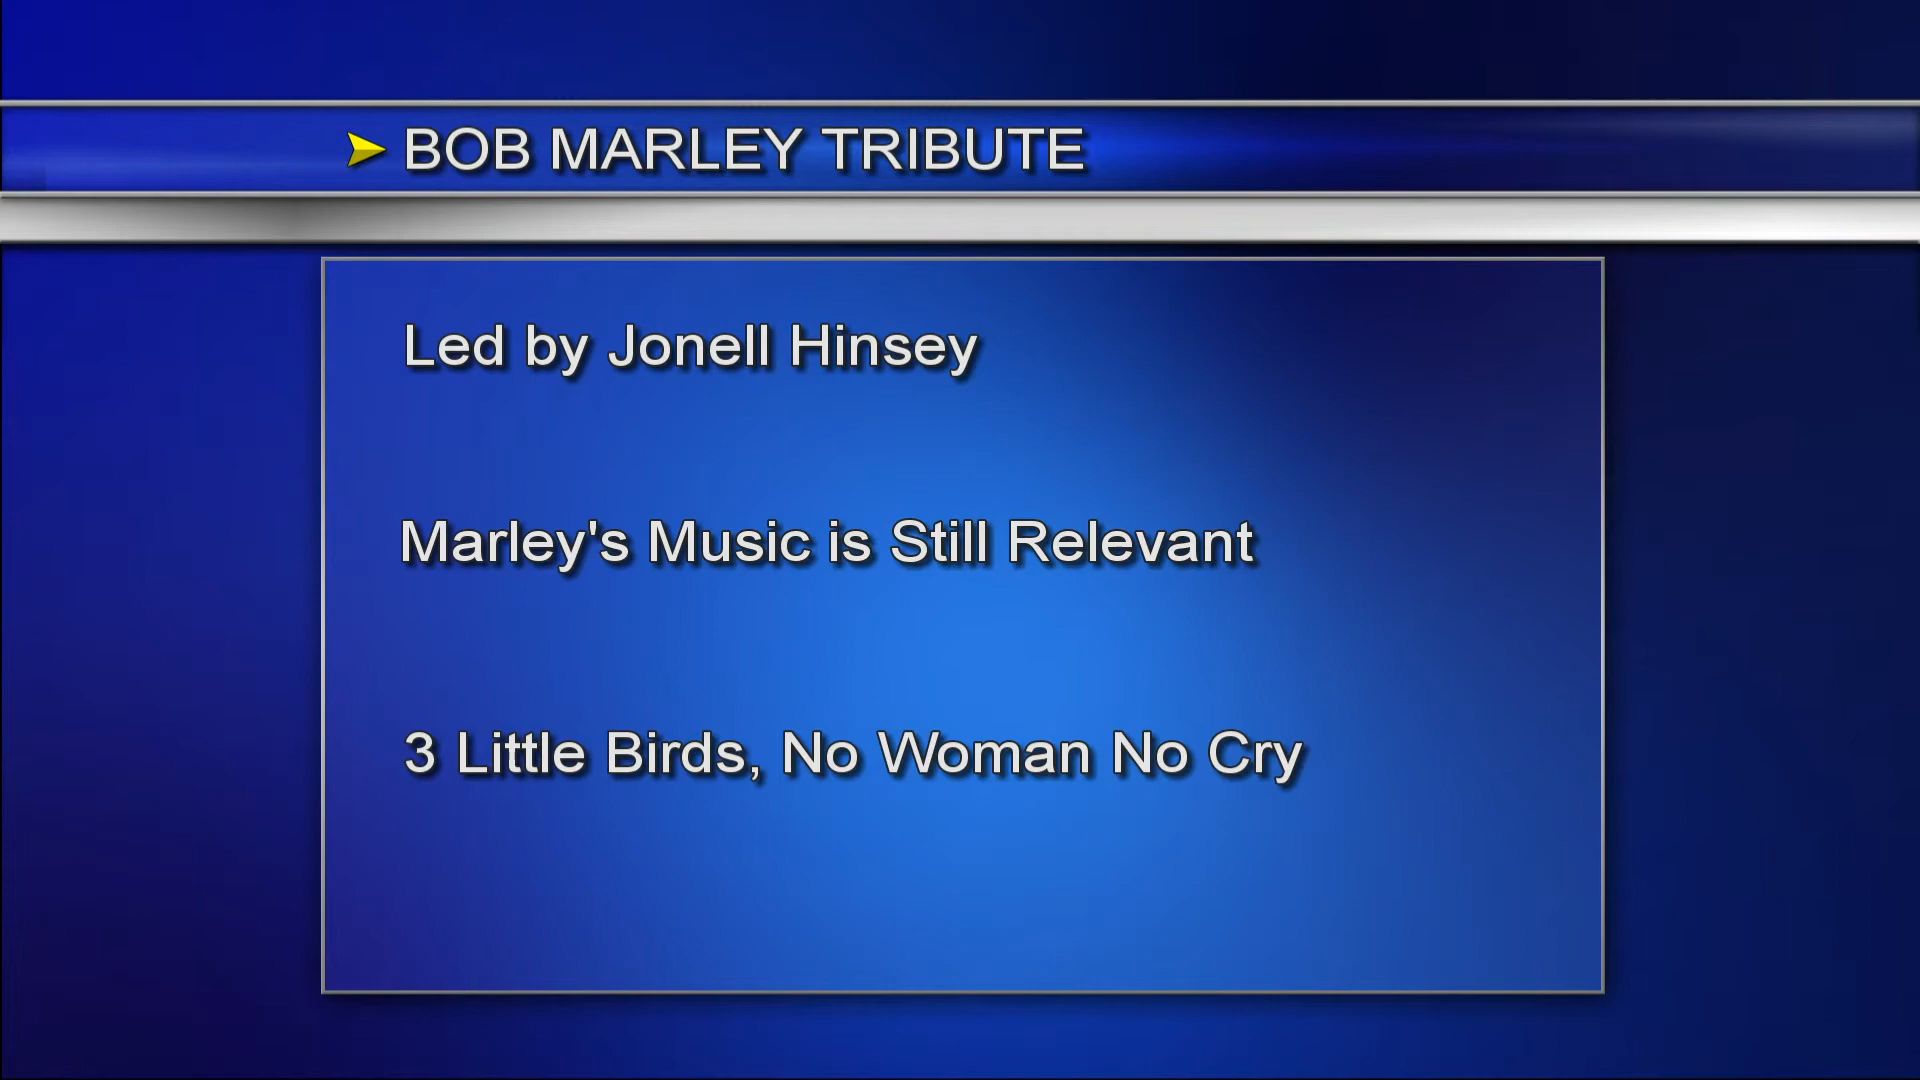 BOB MARLEY TRIBUTE
Led by Jonell Hinsey
Marley's Music is Still Relevant
3 Little Birds, No Woman No Cry